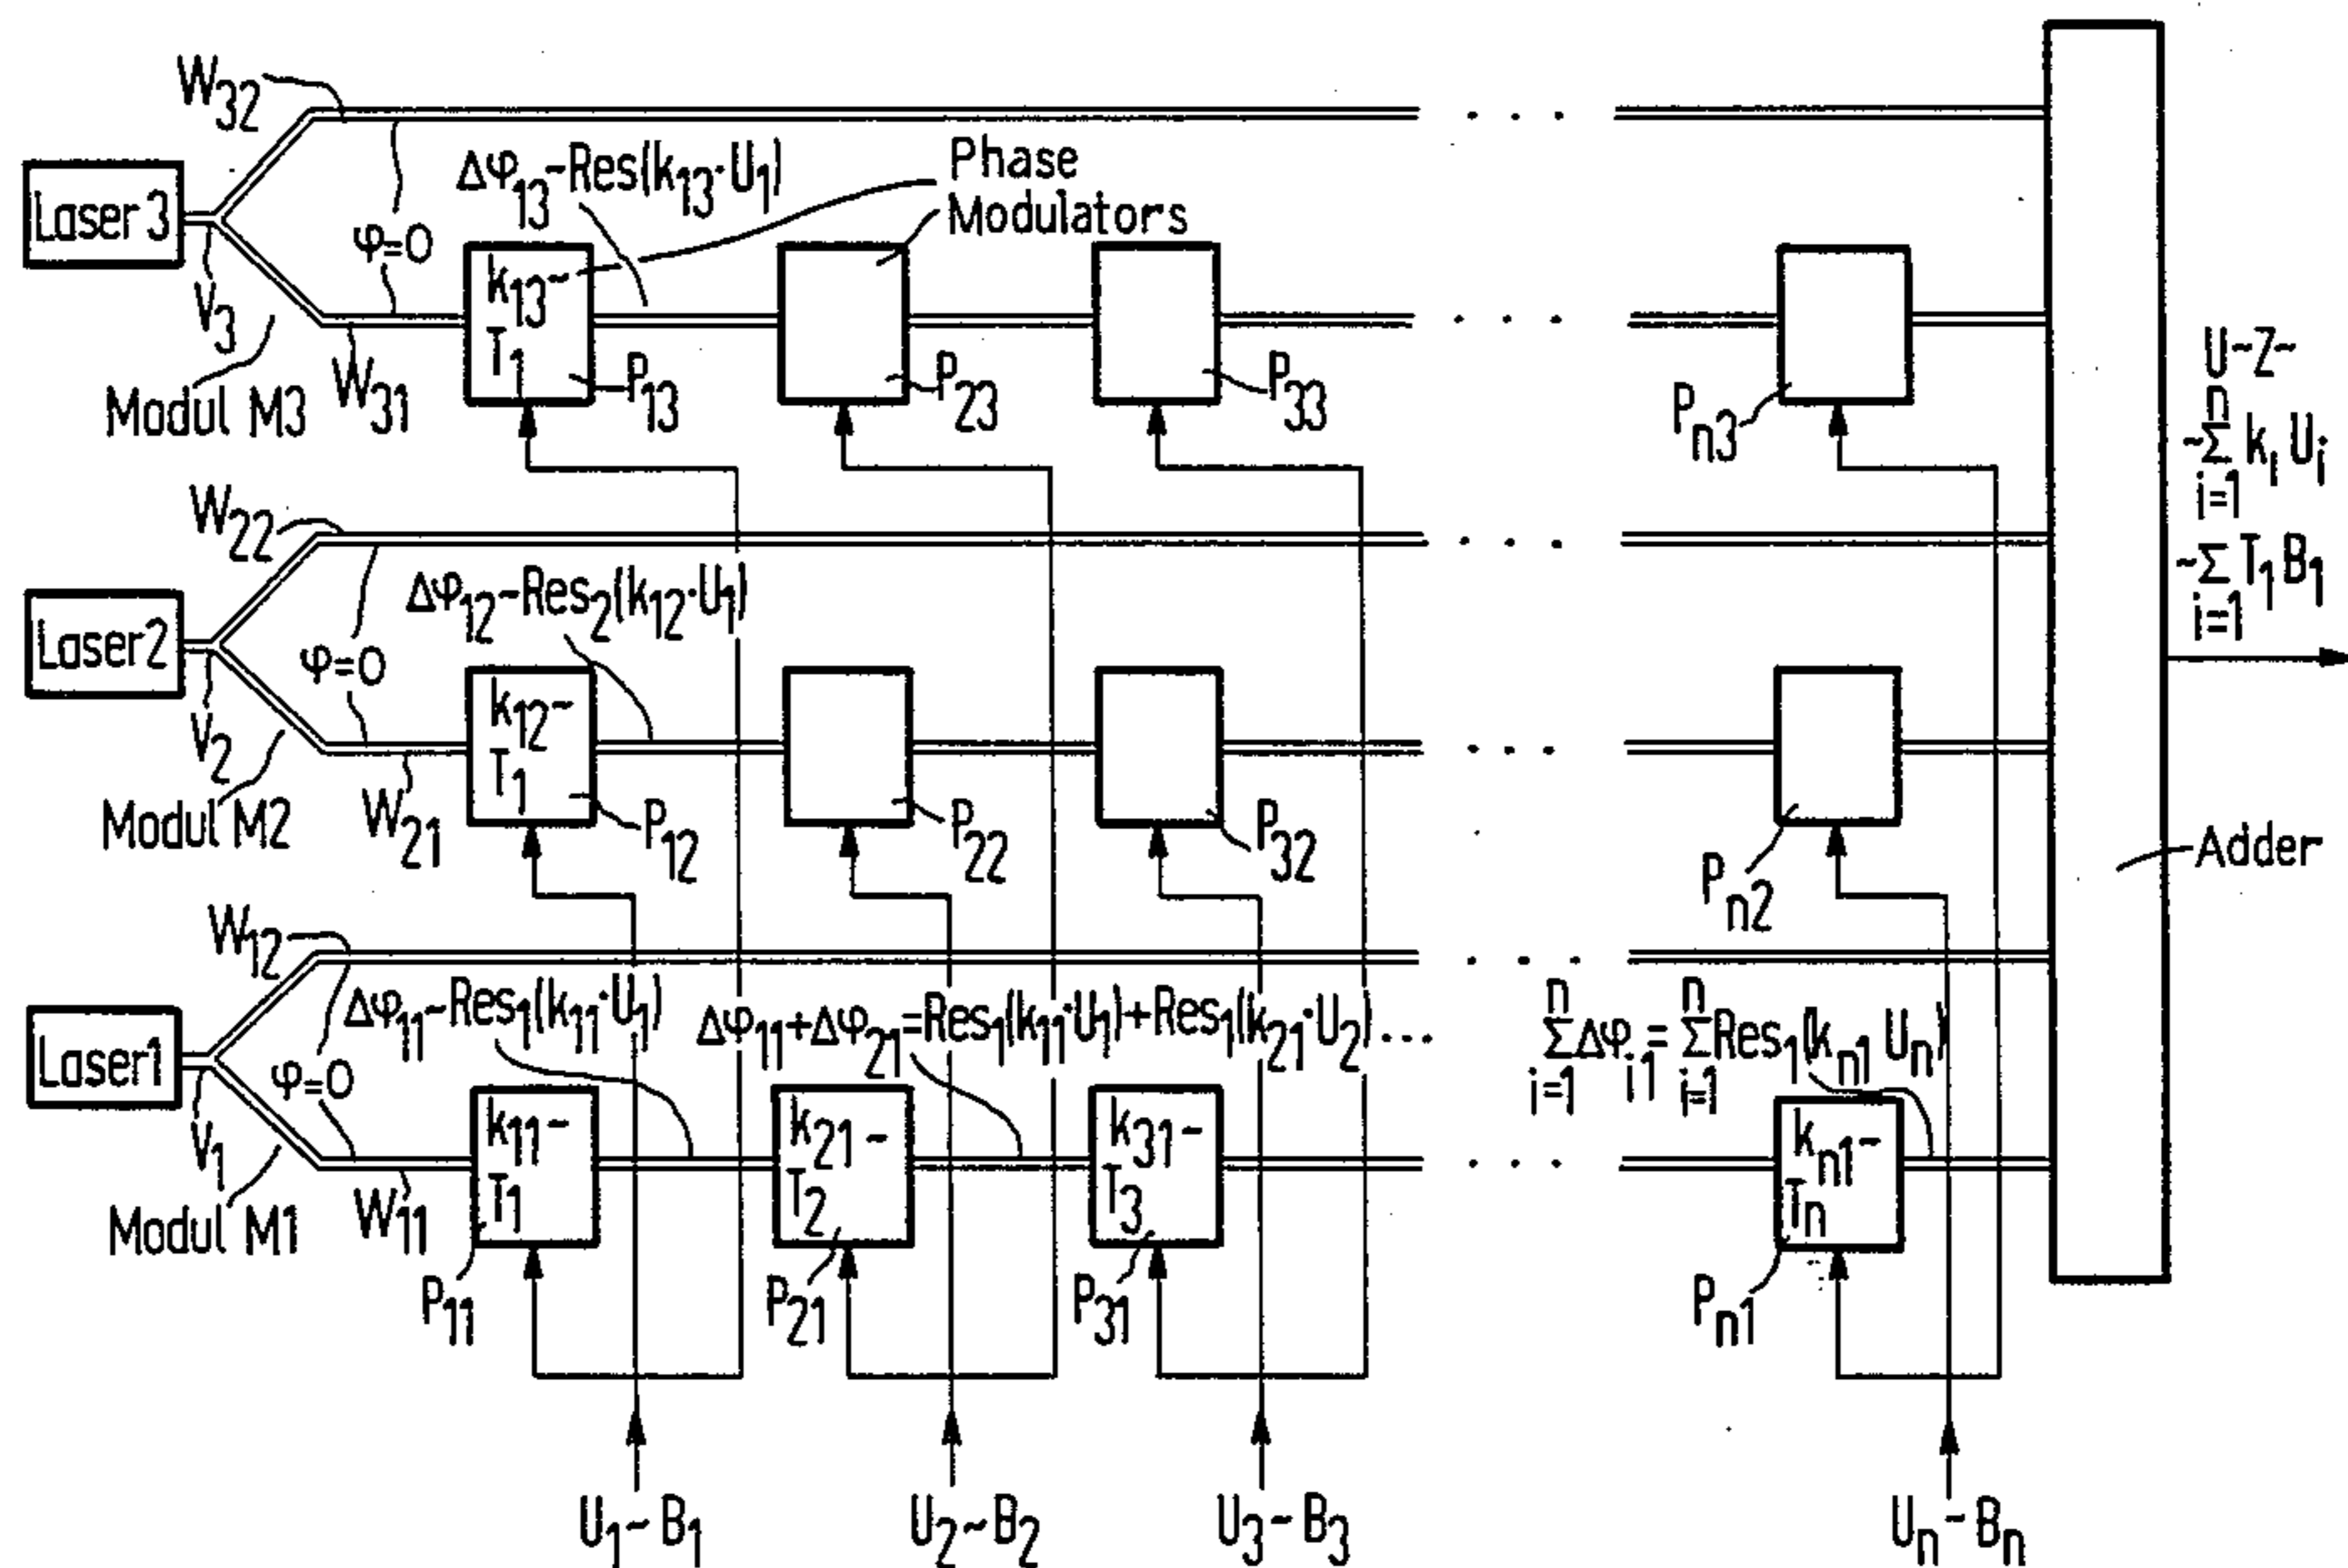 W32
Laser 3
V3
φ=0
Modul M3
W31
Δφ13~Res(k13·U1)
Phase
Modulators
k13~
T1
P13
P23
P33
Pn3
W22
Laser2
V2
φ=0
Modul M2
W21
Δφ12~Res2(k12·U1)
k12~
T1
P12
P22
P32
Pn2
W12
Laser1
V1
φ=0
Modul M1
W11
Δφ11~Res1(k11·U1)
Δφ11+Δφ21=Res1(k11·U1)+Res1(k21·U2)...
n n
Σ Δφi1 = Σ Res1(kn1 Un)
i=1 i=1
k11~
T1
P11
k21~
T2
P21
k31~
T3
P31
kn1~
Tn
Pn1
U~Z~
n
~Σ ki Ui
i=1
~Σ T1 B1
i=1
Adder
U1~B1
U2~B2
U3~B3
Un~Bn